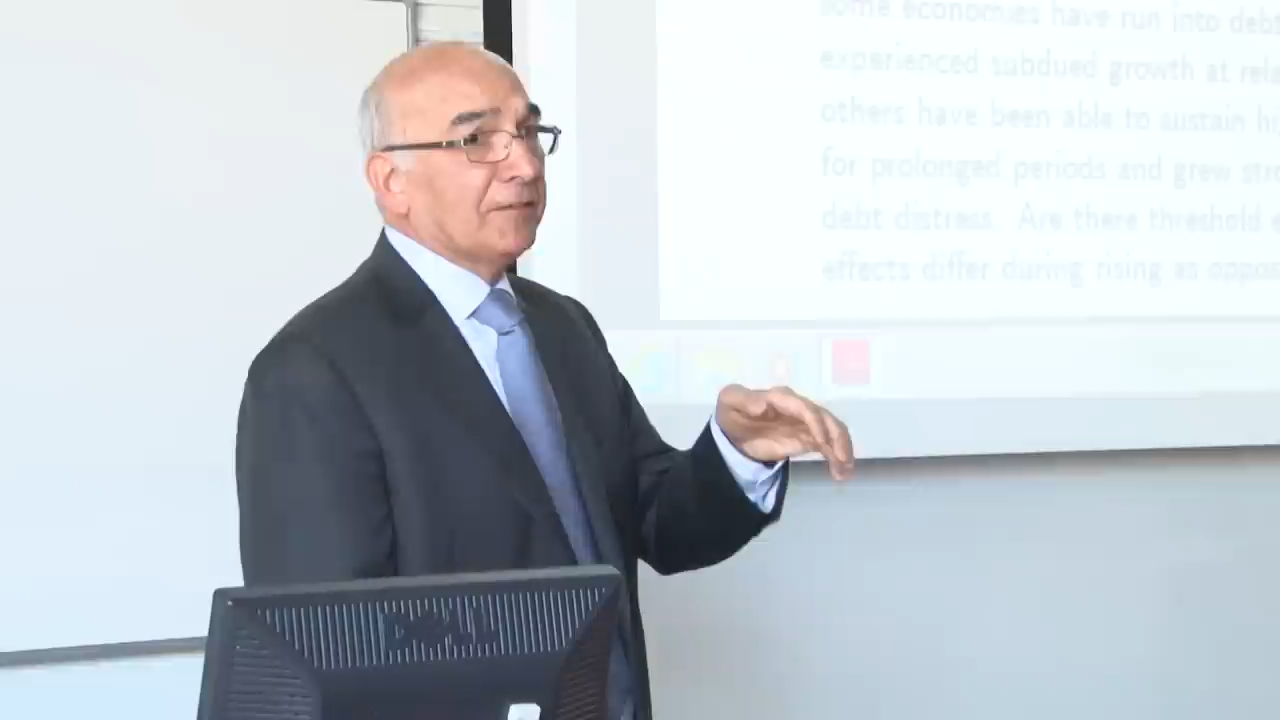 some economies have run into debt
experienced subdued growth at rela
others have been able to sustain hi
for prolonged periods and grew stro
debt distress. Are there threshold e
effects differ during rising as oppos
DELL